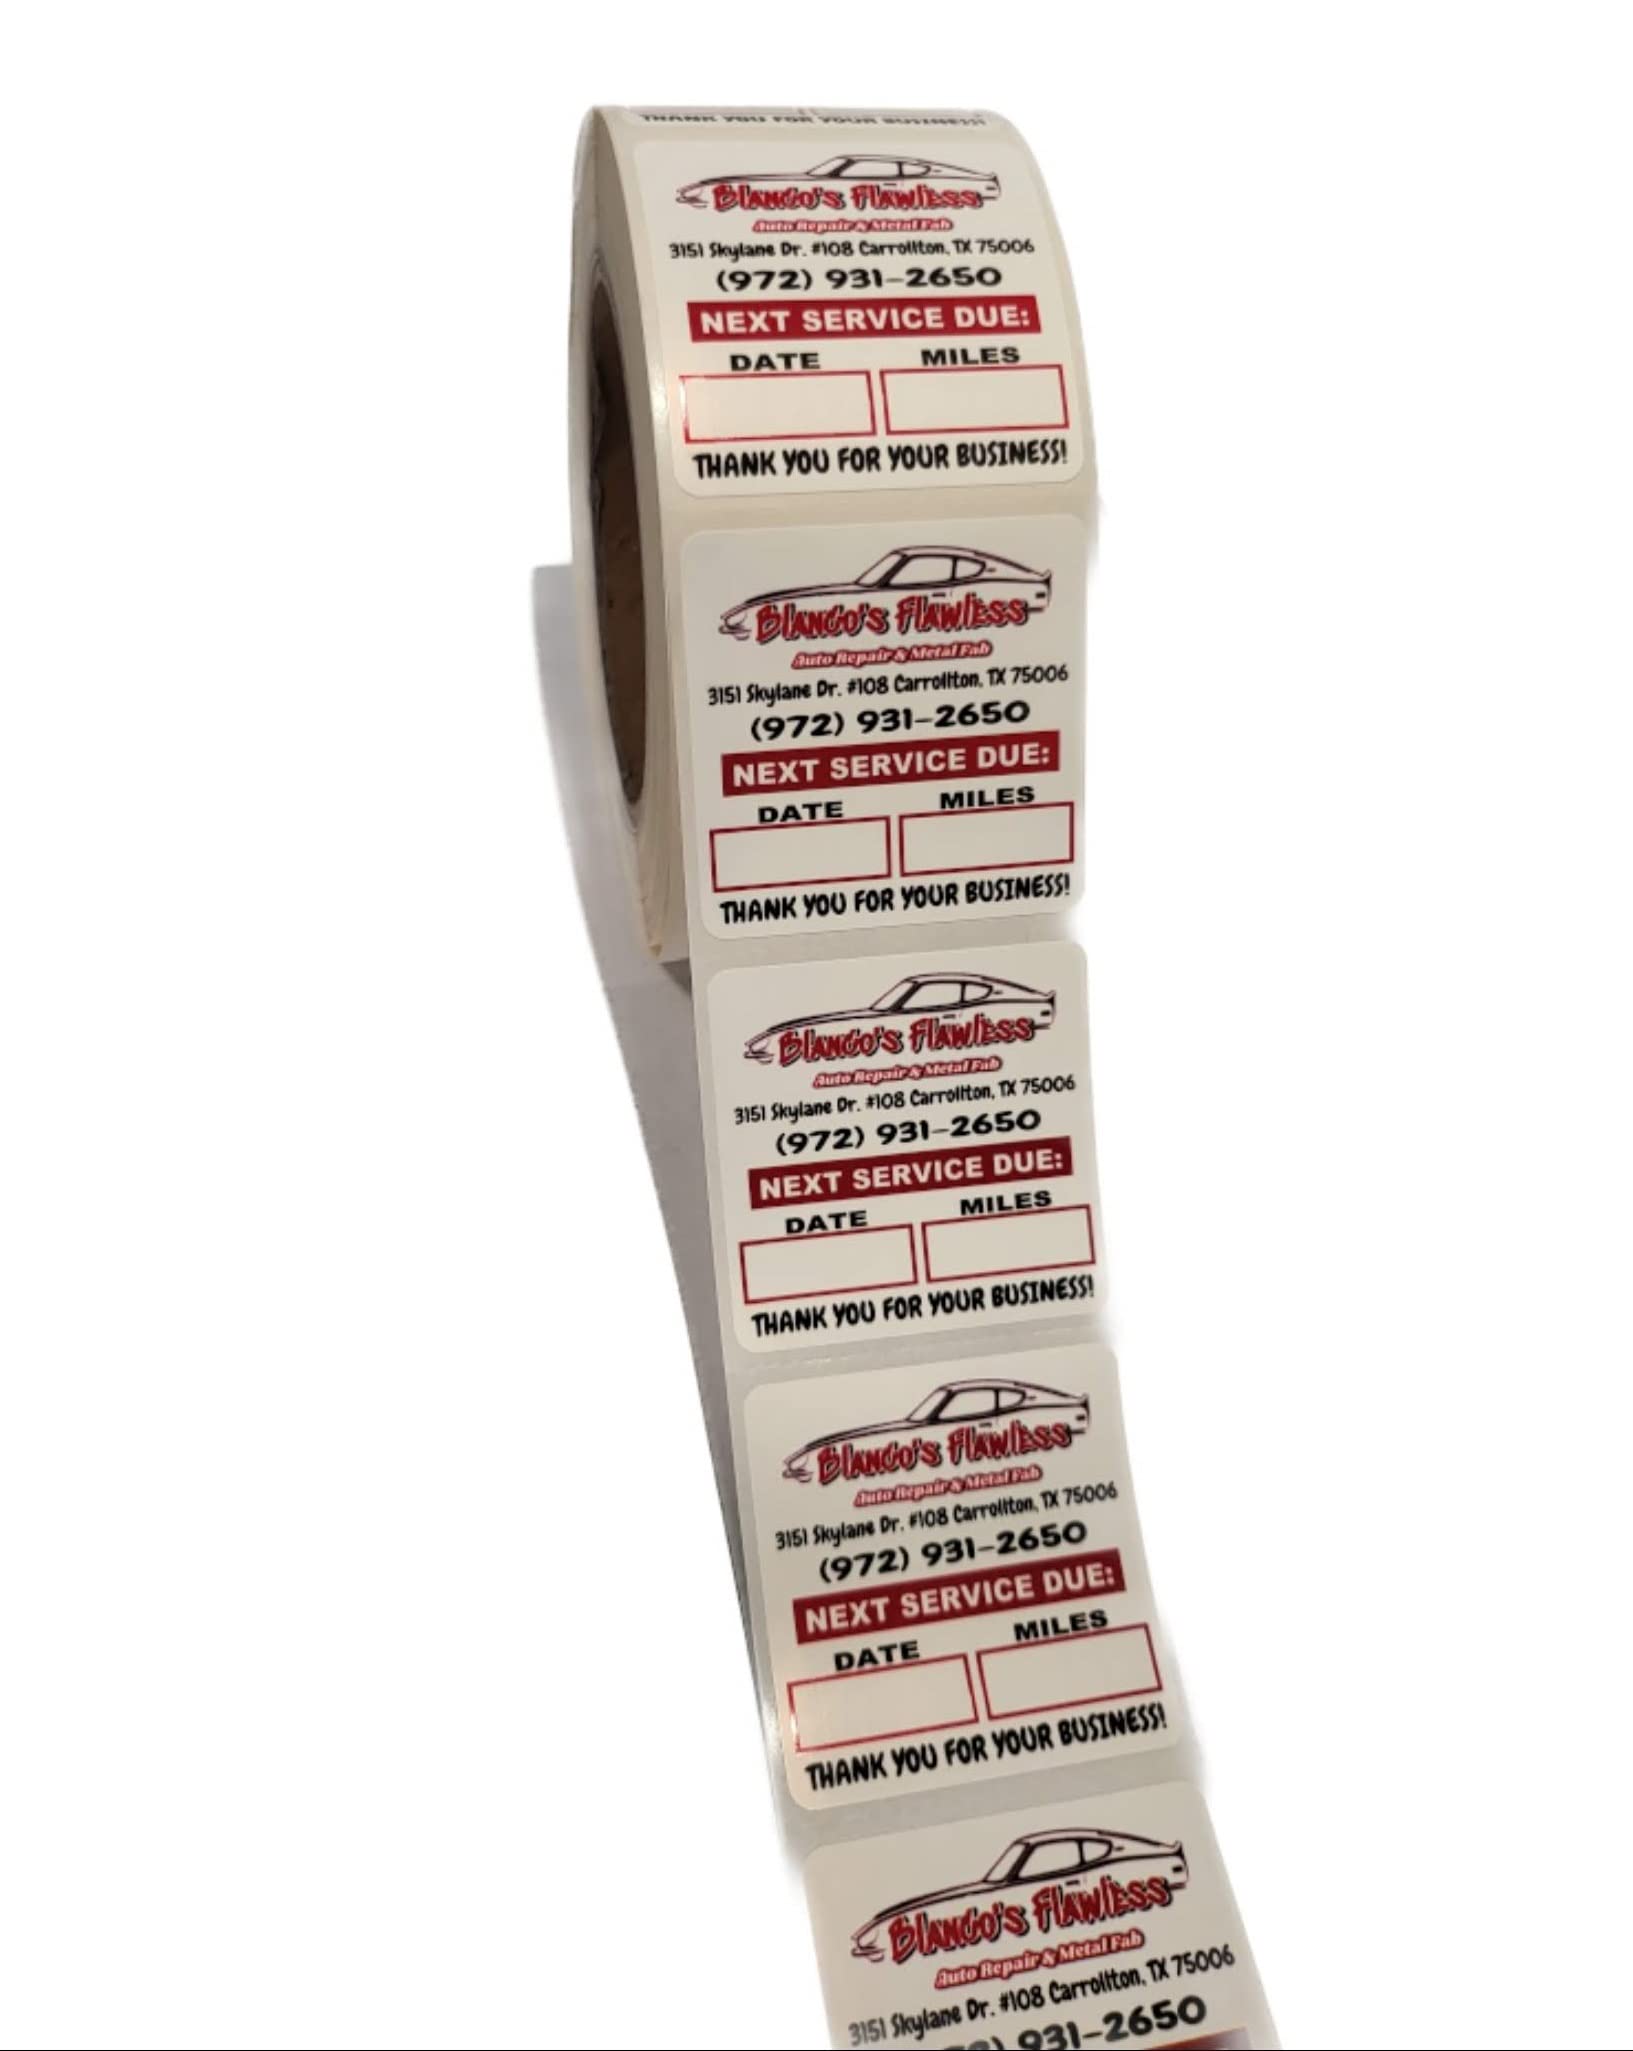 THANK YOU FOR YOUR BUSINESS!
Blanco's Flawless
Auto Repair & Metal Fab
3151 Skylane Dr. #108 Carrollton, TX 75006
(972) 931-2650
NEXT SERVICE DUE:
DATE MILES
THANK YOU FOR YOUR BUSINESS!
Blanco's Flawless
Auto Repair & Metal Fab
3151 Skylane Dr. #108 Carrollton, TX 75006
(972) 931-2650
NEXT SERVICE DUE:
DATE MILES
THANK YOU FOR YOUR BUSINESS!
Blanco's Flawless
Auto Repair & Metal Fab
3151 Skylane Dr. #108 Carrollton, TX 75006
(972) 931-2650
NEXT SERVICE DUE:
DATE MILES
THANK YOU FOR YOUR BUSINESS!
Blanco's Flawless
Auto Repair & Metal Fab
3151 Skylane Dr. #108 Carrollton, TX 75006
(972) 931-2650
NEXT SERVICE DUE:
DATE MILES
THANK YOU FOR YOUR BUSINESS!
Blanco's Flawless
Auto Repair & Metal Fab
3151 Skylane Dr. #108 Carrollton, TX 75006
931-2650